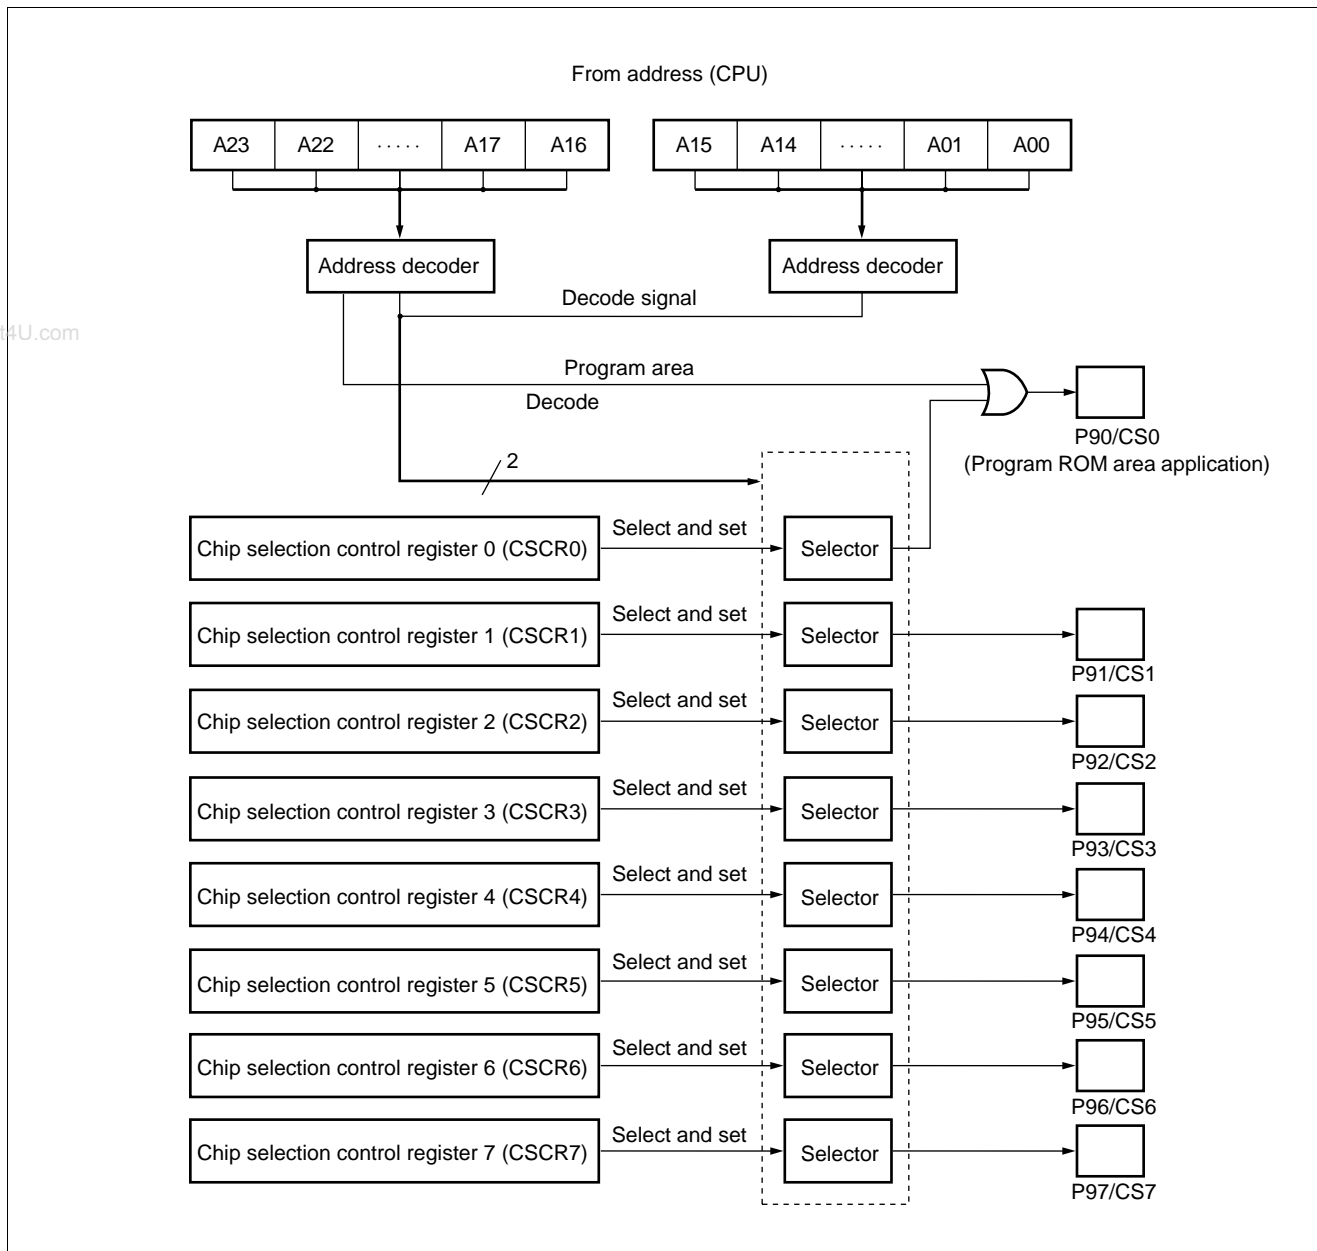 From address (CPU)
A23 A22 ····· A17 A16 A15 A14 ····· A01 A00
Address decoder Address decoder
Decode signal
t4U.com
Program area
Decode
P90/CS0
(Program ROM area application)
2
Select and set
Chip selection control register 0 (CSCR0) Selector
Select and set
Chip selection control register 1 (CSCR1) Selector
P91/CS1
Select and set
Chip selection control register 2 (CSCR2) Selector
P92/CS2
Select and set
Chip selection control register 3 (CSCR3) Selector
P93/CS3
Select and set
Chip selection control register 4 (CSCR4) Selector
P94/CS4
Select and set
Chip selection control register 5 (CSCR5) Selector
P95/CS5
Select and set
Chip selection control register 6 (CSCR6) Selector
P96/CS6
Select and set
Chip selection control register 7 (CSCR7) Selector
P97/CS7